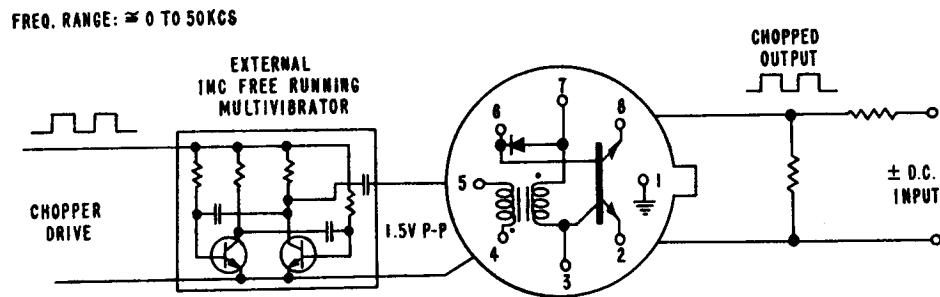 FREQ. RANGE: ≅ 0 TO 50KCS
EXTERNAL
1MC FREE RUNNING
MULTIVIBRATOR
CHOPPED
OUTPUT
CHOPPER
DRIVE
1.5V P-P
± D.C.
INPUT
7
6
8
5
1
4
3
2